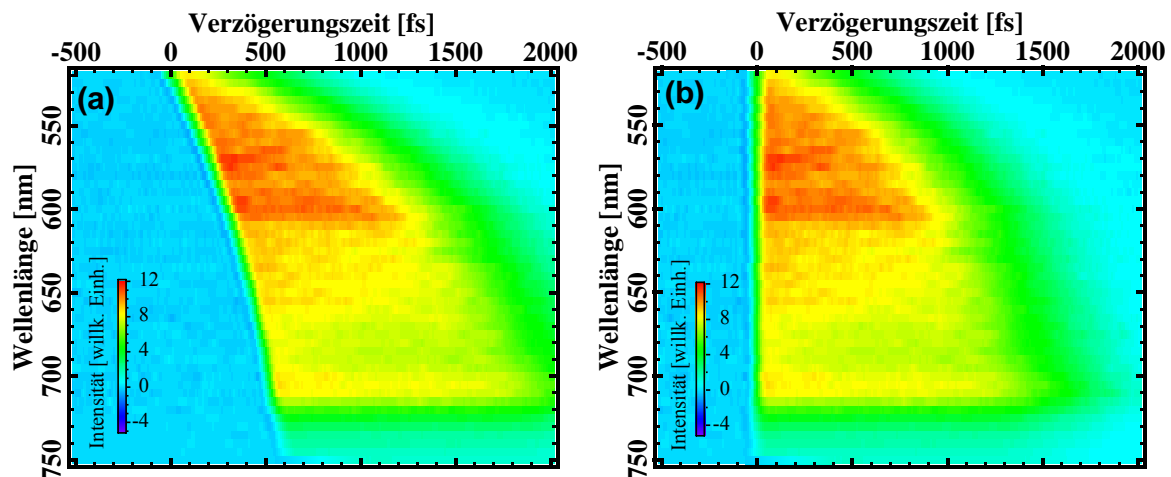 Verzögerungszeit [fs]
-500 0 500 1000 1500 2000
(a)
Wellenlänge [nm]
550
600
650
700
750
Intensität [willk. Einh.]
12
8
4
0
-4
Verzögerungszeit [fs]
-500 0 500 1000 1500 2000
(b)
Wellenlänge [nm]
550
600
650
700
750
Intensität [willk. Einh.]
12
8
4
0
-4